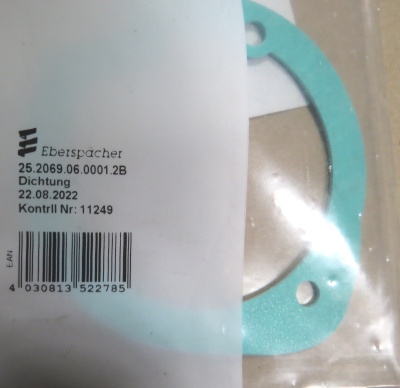 Eberspächer
25.2069.06.0001.2B
Dichtung
22.08.2022
Kontrll Nr: 11249
EAN
4 030813 522785